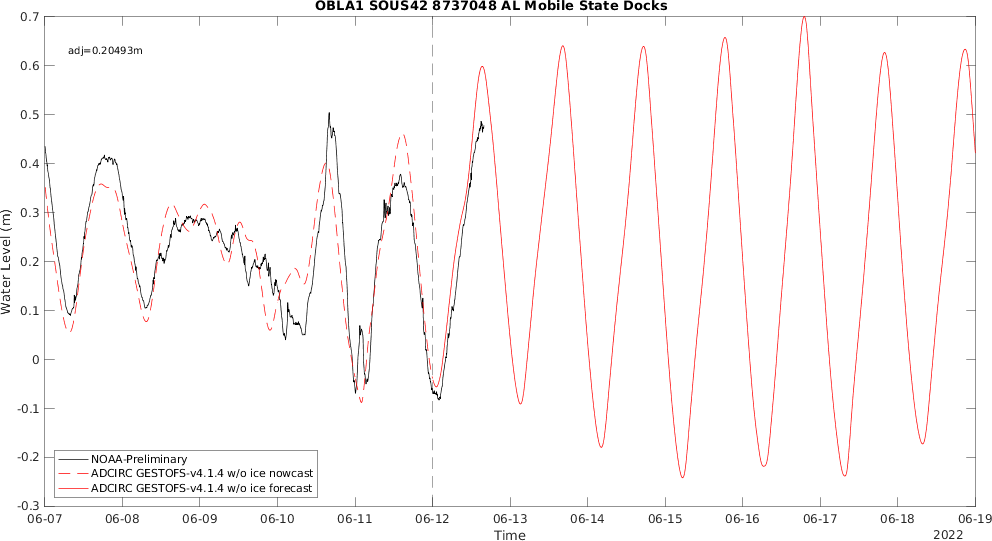 OBLA1 SOUS42 8737048 AL Mobile State Docks
adj=0.20493m
Water Level (m)
0.7
0.6
0.5
0.4
0.3
0.2
0.1
0
-0.1
-0.2
-0.3
NOAA-Preliminary
ADCIRC GESTOFS-v4.1.4 w/o ice nowcast
ADCIRC GESTOFS-v4.1.4 w/o ice forecast
06-07 06-08 06-09 06-10 06-11 06-12 06-13 06-14 06-15 06-16 06-17 06-18 06-19
Time
2022